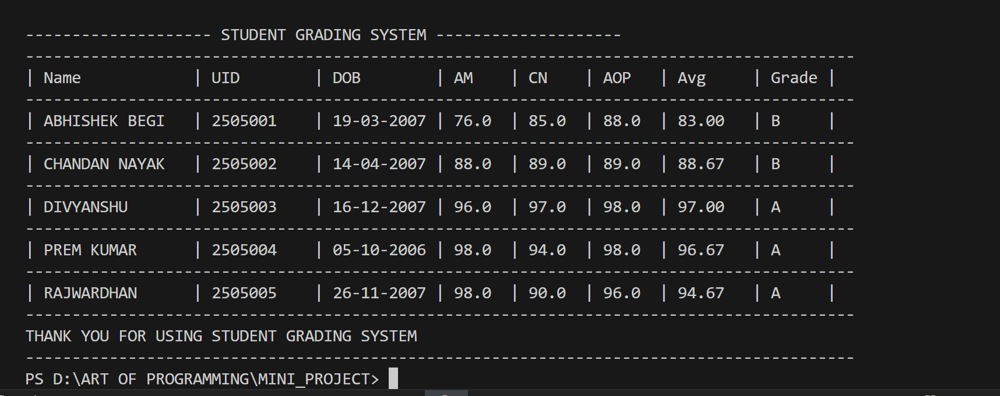 -------------------- STUDENT GRADING SYSTEM --------------------
-----------------------------------------------------------------------------------------
| Name            | UID        | DOB        | AM    | CN    | AOP   | Avg     | Grade |
-----------------------------------------------------------------------------------------
| ABHISHEK BEGI   | 2505001    | 19-03-2007 | 76.0  | 85.0  | 88.0  | 83.00   | B     |
-----------------------------------------------------------------------------------------
| CHANDAN NAYAK   | 2505002    | 14-04-2007 | 88.0  | 89.0  | 89.0  | 88.67   | B     |
-----------------------------------------------------------------------------------------
| DIVYANSHU       | 2505003    | 16-12-2007 | 96.0  | 97.0  | 98.0  | 97.00   | A     |
-----------------------------------------------------------------------------------------
| PREM KUMAR      | 2505004    | 05-10-2006 | 98.0  | 94.0  | 98.0  | 96.67   | A     |
-----------------------------------------------------------------------------------------
| RAJWARDHAN      | 2505005    | 26-11-2007 | 98.0  | 90.0  | 96.0  | 94.67   | A     |
-----------------------------------------------------------------------------------------
THANK YOU FOR USING STUDENT GRADING SYSTEM
-----------------------------------------------------------------------------------------
PS D:\ART OF PROGRAMMING\MINI_PROJECT>